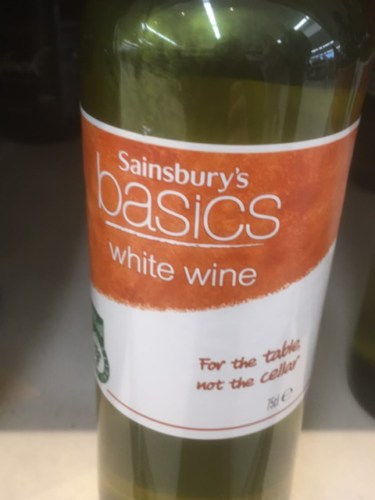 Sainsbury's
basics
white wine
For the table
not the cellar
75cl e